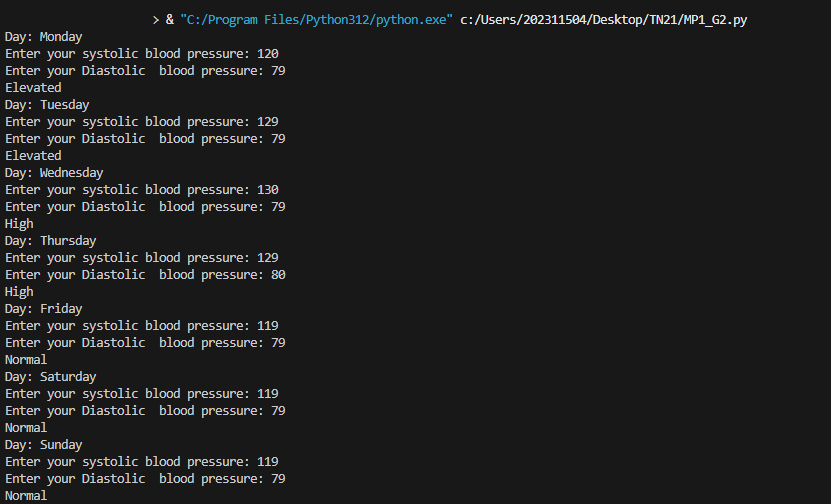 > & "C:/Program Files/Python312/python.exe" c:/Users/202311504/Desktop/TN21/MP1_G2.py
Day: Monday
Enter your systolic blood pressure: 120
Enter your Diastolic  blood pressure: 79
Elevated
Day: Tuesday
Enter your systolic blood pressure: 129
Enter your Diastolic  blood pressure: 79
Elevated
Day: Wednesday
Enter your systolic blood pressure: 130
Enter your Diastolic  blood pressure: 79
High
Day: Thursday
Enter your systolic blood pressure: 129
Enter your Diastolic  blood pressure: 80
High
Day: Friday
Enter your systolic blood pressure: 119
Enter your Diastolic  blood pressure: 79
Normal
Day: Saturday
Enter your systolic blood pressure: 119
Enter your Diastolic  blood pressure: 79
Normal
Day: Sunday
Enter your systolic blood pressure: 119
Enter your Diastolic  blood pressure: 79
Normal